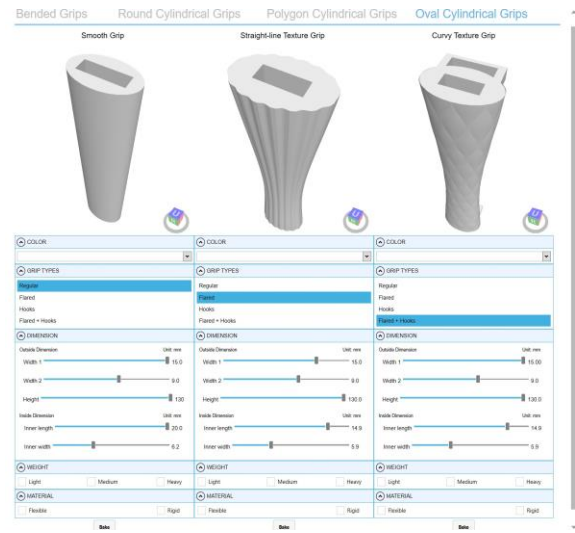 Bended Grips Round Cylindrical Grips Polygon Cylindrical Grips Oval Cylindrical Grips
Smooth Grip Straight-line Texture Grip Curvy Texture Grip
COLOR COLOR COLOR
GRIP TYPES GRIP TYPES GRIP TYPES
Regular Regular Regular
Flared Flared Flared
Hooks Hooks Hooks
Flared + Hooks Flared + Hooks Flared + Hooks
DIMENSION DIMENSION DIMENSION
Outside Dimension Unit: mm Outside Dimension Unit: mm Outside Dimension Unit: mm
Width 1 15.0 Width 1 15.0 Width 1 15.00
Width 2 9.0 Width 2 9.0 Width 2 9.0
Height 130 Height 130.0 Height 130.0
Inside Dimension Unit: mm Inside Dimension Unit: mm Inside Dimension Unit: mm
Inner length 20.0 Inner length 14.9 Inner length 14.9
Inner width 6.2 Inner width 5.9 Inner width 5.9
WEIGHT WEIGHT WEIGHT
Light Medium Heavy Light Medium Heavy Light Medium Heavy
MATERIAL MATERIAL MATERIAL
Flexible Rigid Flexible Rigid Flexible Rigid
Bake Bake Bake